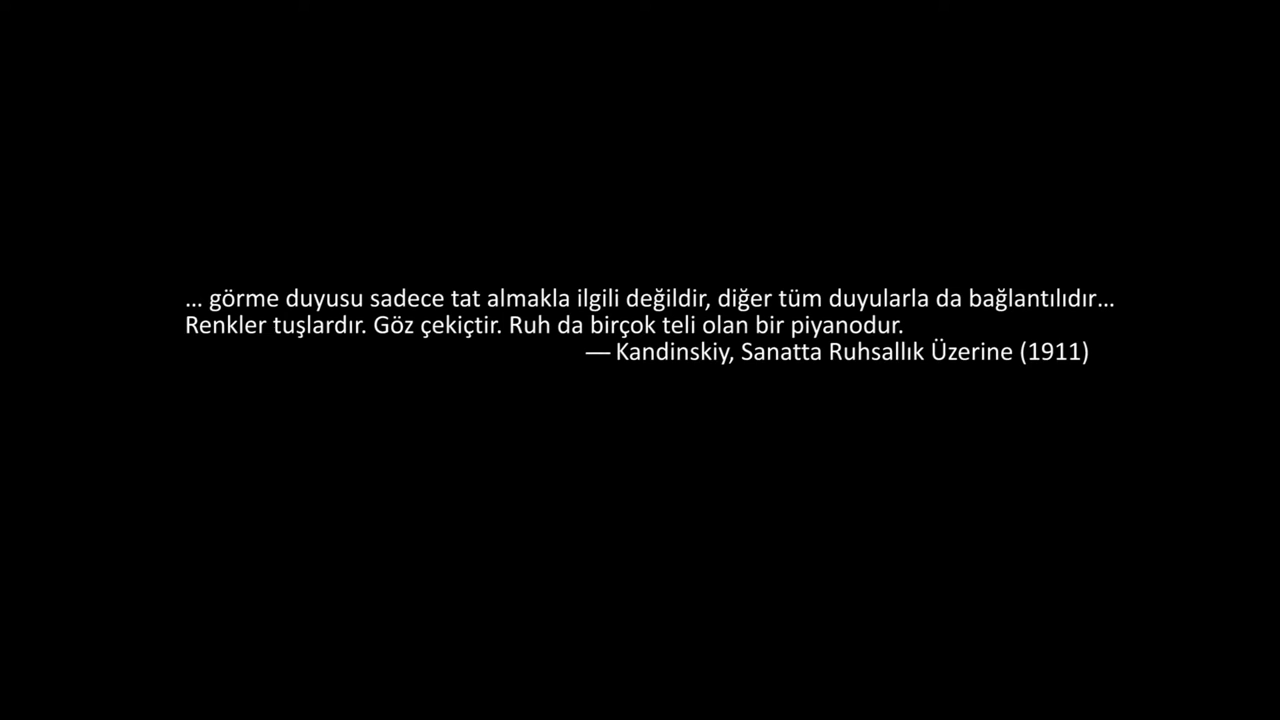 ... görme duyusu sadece tat almakla ilgili değildir, diğer tüm duyularla da bağlantılıdır...
Renkler tuşlardır. Göz çekiçtir. Ruh da birçok teli olan bir piyanodur.
— Kandinskiy, Sanatta Ruhsallık Üzerine (1911)